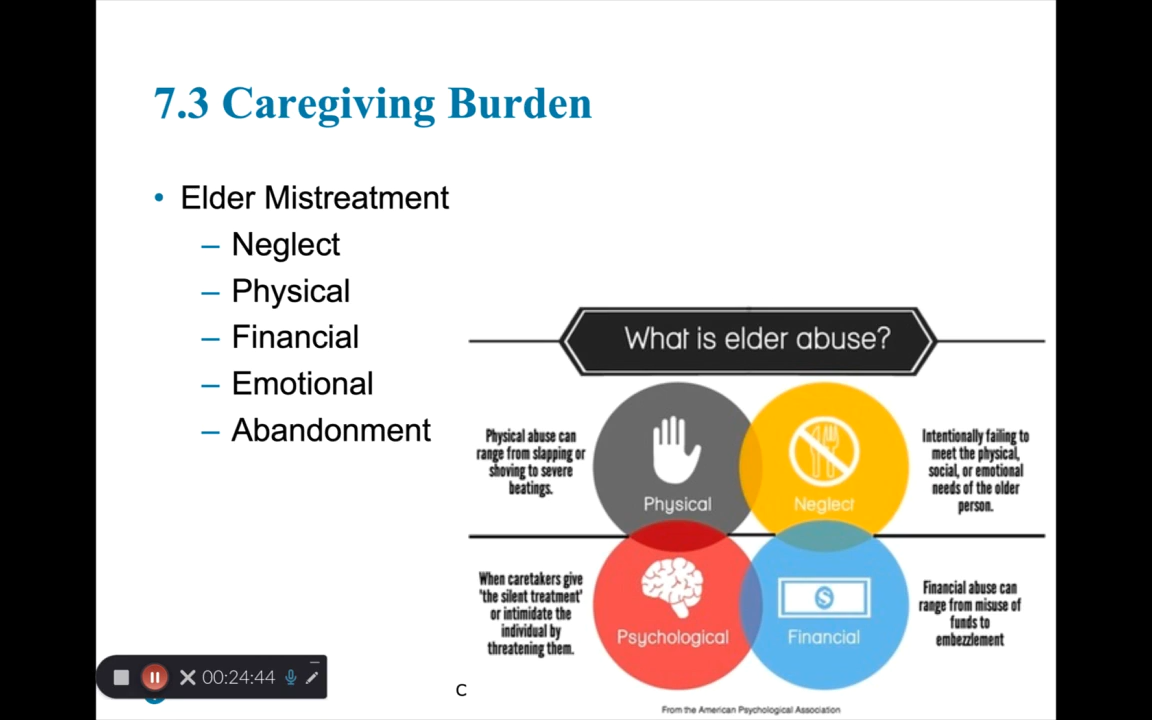 7.3 Caregiving Burden
• Elder Mistreatment
– Neglect
– Physical
– Financial
– Emotional
– Abandonment
What is elder abuse?
Physical abuse can
range from slapping or
shoving to severe
beatings.
Physical
Neglect
Intentionally failing to
meet the physical,
social, or emotional
needs of the older
person.
When caretakers give
'the silent treatment'
or intimidate the
individual by
threatening them.
Psychological
$
Financial
Financial abuse can
range from misuse of
funds to
embezzlement
00:24:44
C
From the American Psychological Association